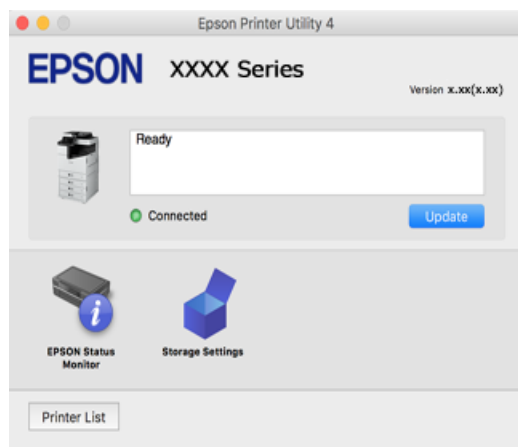 Epson Printer Utility 4
EPSON XXXX Series
Version x.xx(x.xx)
Ready
Connected
Update
EPSON Status
Monitor
Storage Settings
Printer List